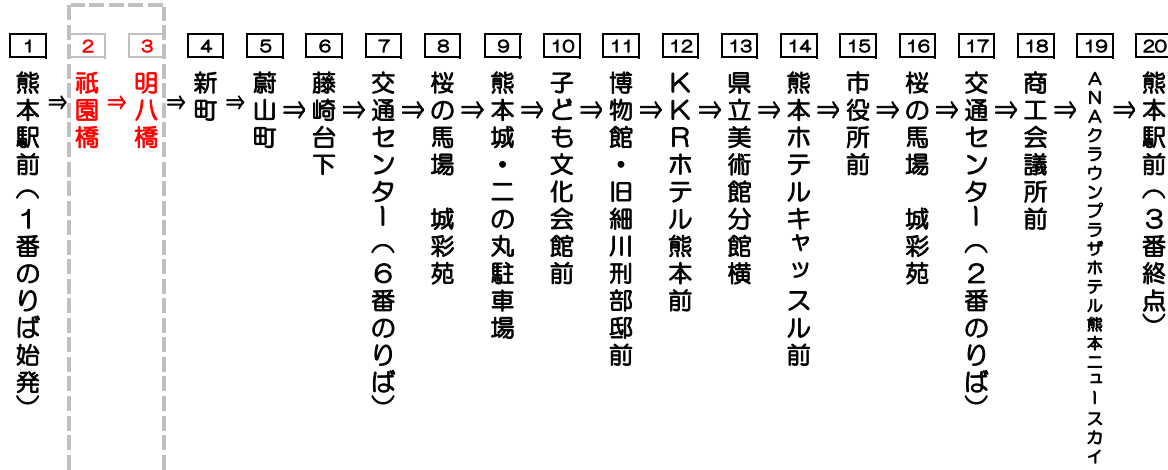 1
熊本駅前（１番のりば始発）
⇒
2
祇園橋
⇒
3
明八橋
⇒
4
新町
⇒
5
蔚山町
⇒
6
藤崎台下
⇒
7
交通センター（６番のりば）
⇒
8
桜の馬場　城彩苑
⇒
9
熊本城・二の丸駐車場
⇒
10
子ども文化会館前
⇒
11
博物館・旧細川刑部邸前
⇒
12
ＫＫＲホテル熊本前
⇒
13
県立美術館分館横
⇒
14
熊本ホテルキャッスル前
⇒
15
市役所前
⇒
16
桜の馬場　城彩苑
⇒
17
交通センター（２番のりば）
⇒
18
商工会議所前
⇒
19
ＡＮＡクラウンプラザホテル熊本ニュースカイ
⇒
20
熊本駅前（３番終点）